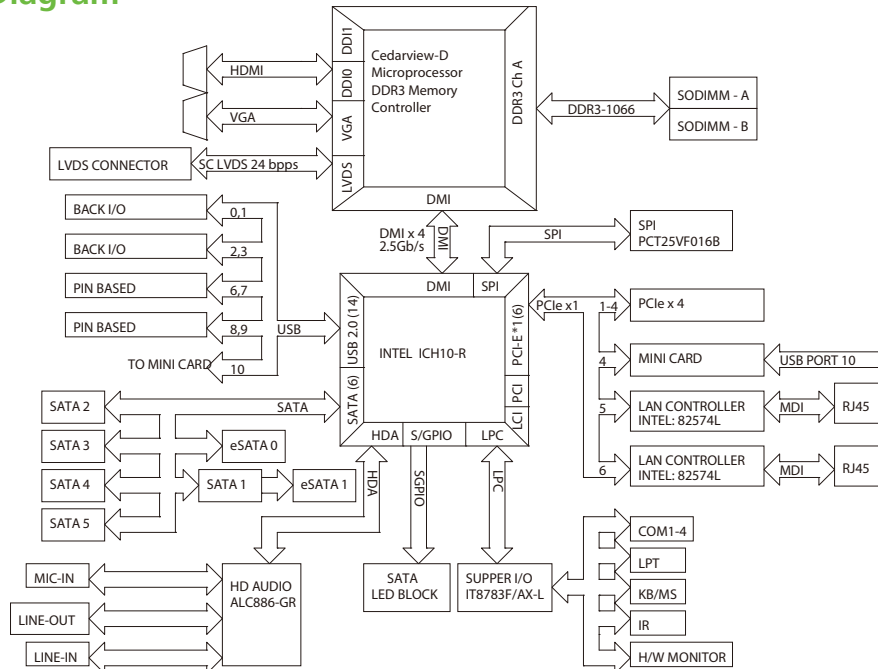 Diagram
HDMI
VGA
LVDS CONNECTOR
SC LVDS 24 bpps
DDI1
DDI0
VGA
LVDS
Cedarview-D
Microprocessor
DDR3 Memory
Controller
DDR3 Ch A
DMI
DDR3-1066
SODIMM - A
SODIMM - B
BACK I/O
0,1
BACK I/O
2,3
PIN BASED
6,7
PIN BASED
8,9
USB
TO MINI CARD
10
DMI x 4
2.5Gb/s
DMI
SPI
SPI
PCT25VF016B
DMI
SPI
USB 2.0 (14)
SATA (6)
INTEL ICH10-R
PCI-E *1(6)
PCI
LCI
HDA
S/GPIO
LPC
PCIe x1
1-4
PCIe x 4
4
MINI CARD
USB PORT 10
5
LAN CONTROLLER
INTEL: 82574L
MDI
RJ45
6
LAN CONTROLLER
INTEL: 82574L
MDI
RJ45
SATA 2
SATA
SATA 3
eSATA 0
SATA 4
SATA 1
eSATA 1
SATA 5
HDA
SGPIO
LPC
MIC-IN
LINE-OUT
LINE-IN
HD AUDIO
ALC886-GR
SATA
LED BLOCK
SUPPER I/O
IT8783F/AX-L
COM1-4
LPT
KB/MS
IR
H/W MONITOR